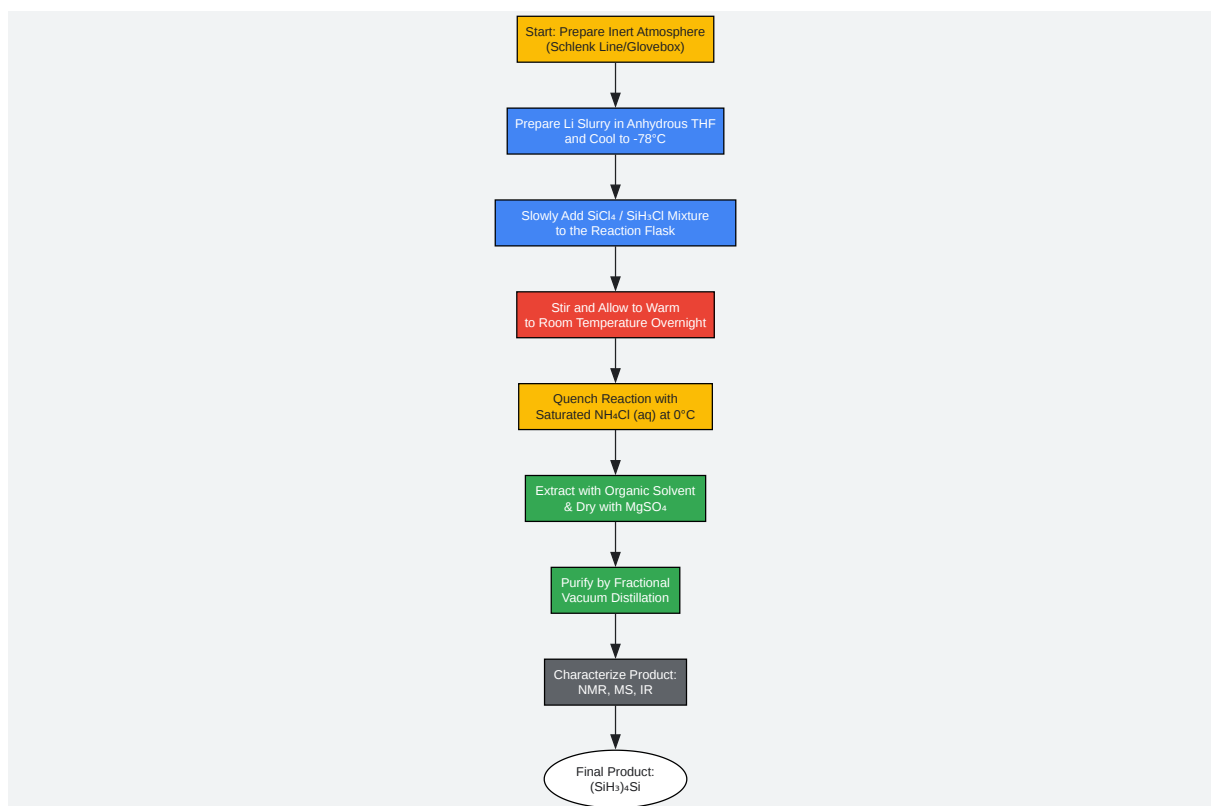 Start: Prepare Inert Atmosphere
(Schlenk Line/Glovebox)
Prepare Li Slurry in Anhydrous THF
and Cool to -78°C
Slowly Add SiCl₄ / SiH₃Cl Mixture
to the Reaction Flask
Stir and Allow to Warm
to Room Temperature Overnight
Quench Reaction with
Saturated NH₄Cl (aq) at 0°C
Extract with Organic Solvent
& Dry with MgSO₄
Purify by Fractional
Vacuum Distillation
Characterize Product:
NMR, MS, IR
Final Product:
(SiH₃)₄Si